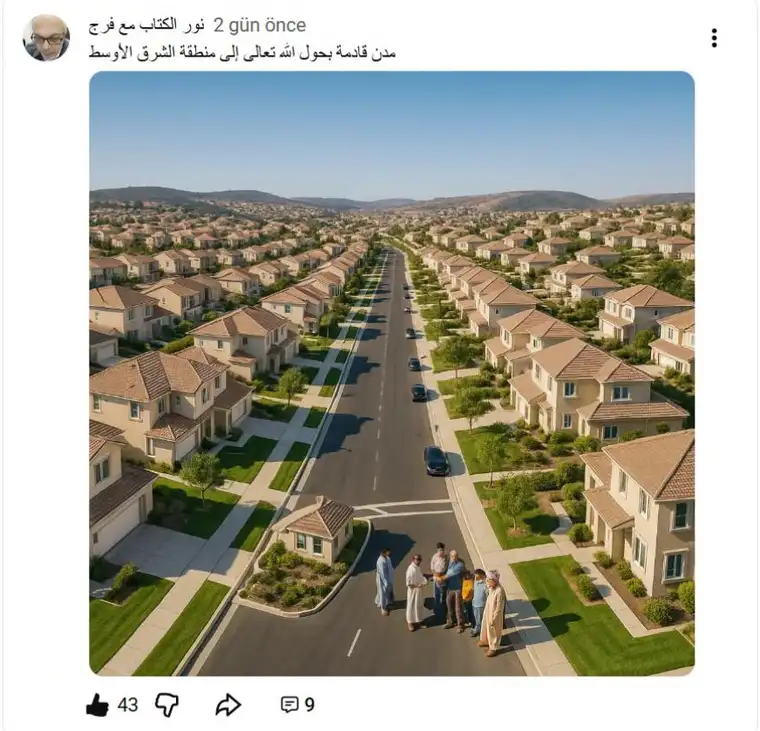 نور الكتاب مع فرج 2 gün önce
مدن قادمة بحول الله تعالى إلى منطقة الشرق الأوسط
43
9